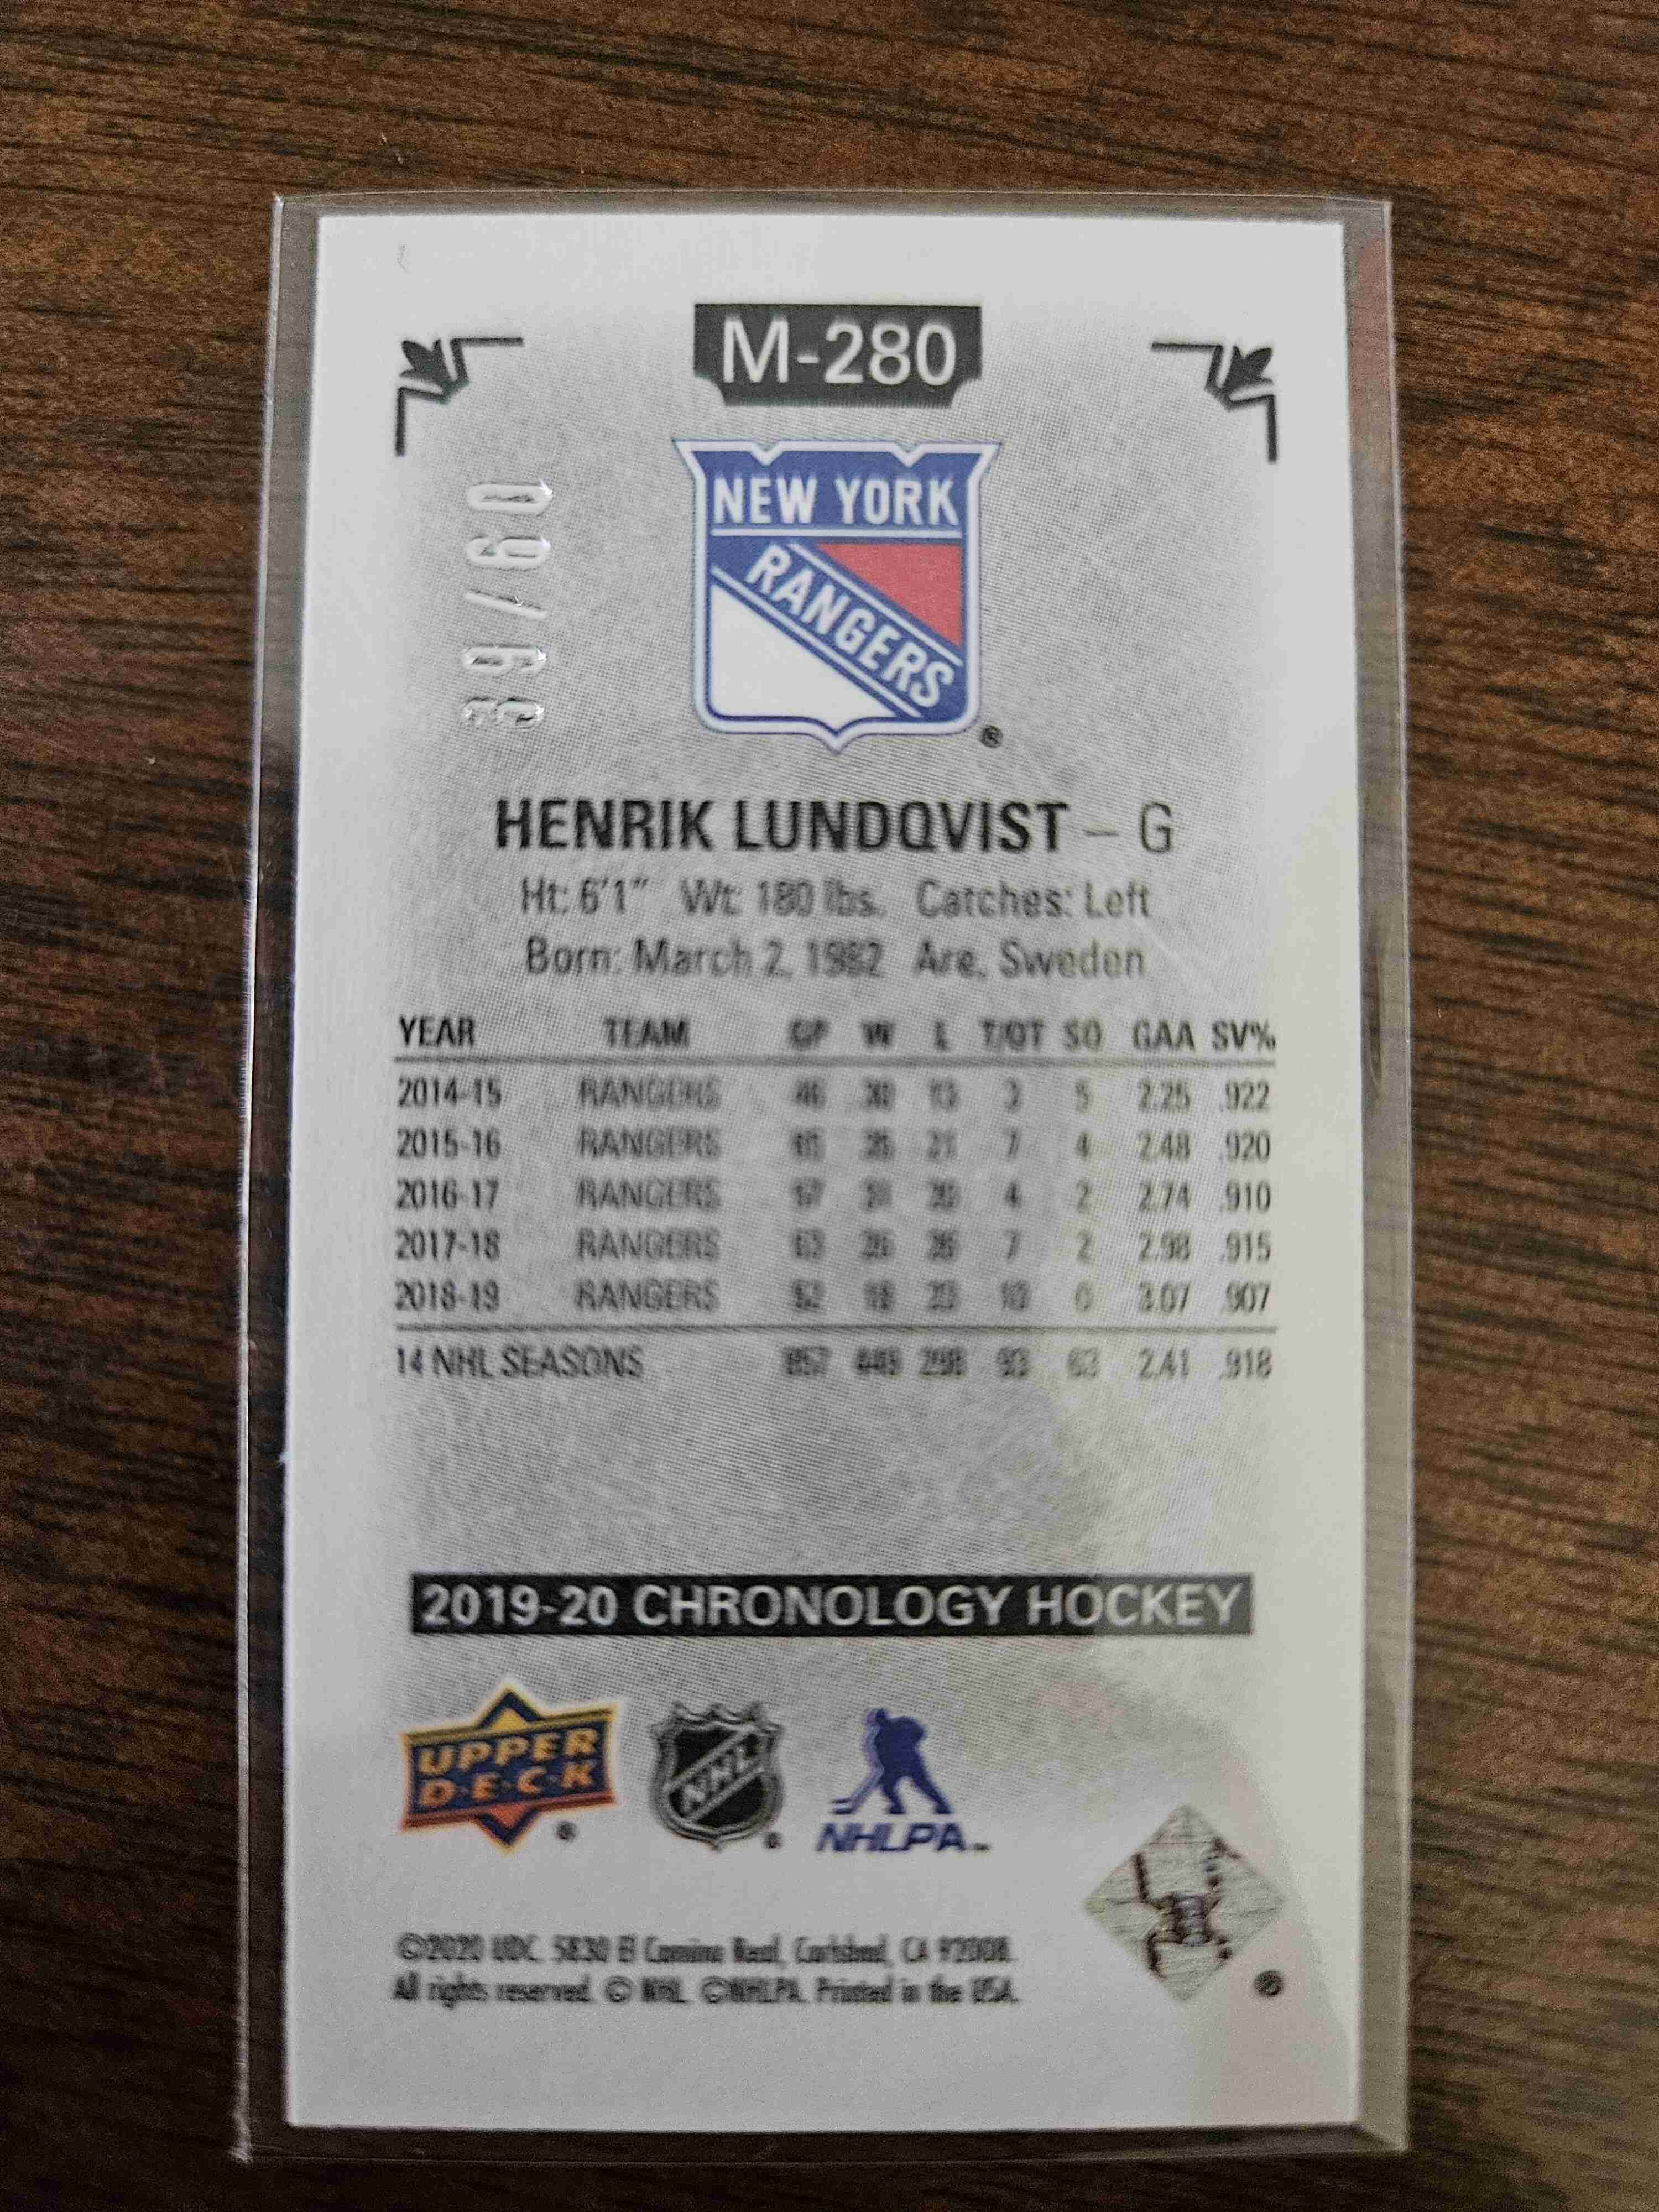 M-280
39/60
NEW YORK
RANGERS
®
HENRIK LUNDQVIST – G
Ht: 6'1" Wt: 180 lbs. Catches: Left
Born: March 2, 1982 Are, Sweden
YEAR TEAM GP W L T/OT SO GAA SV%
2014-15 RANGERS 46 30 13 3 5 2.25 .922
2015-16 RANGERS 65 35 21 7 4 2.48 .920
2016-17 RANGERS 57 31 20 4 2 2.74 .910
2017-18 RANGERS 63 26 26 7 2 2.98 .915
2018-19 RANGERS 52 18 23 10 0 3.07 .907
14 NHL SEASONS 857 449 298 93 63 2.41 .918
2019-20 CHRONOLOGY HOCKEY
UPPER
D·E·C·K
®
NHL
®
NHLPA™
®
©2020 UDC. 5830 El Camino Real, Carlsbad, CA 92008.
All rights reserved. © NHL. ©NHLPA. Printed in the USA.